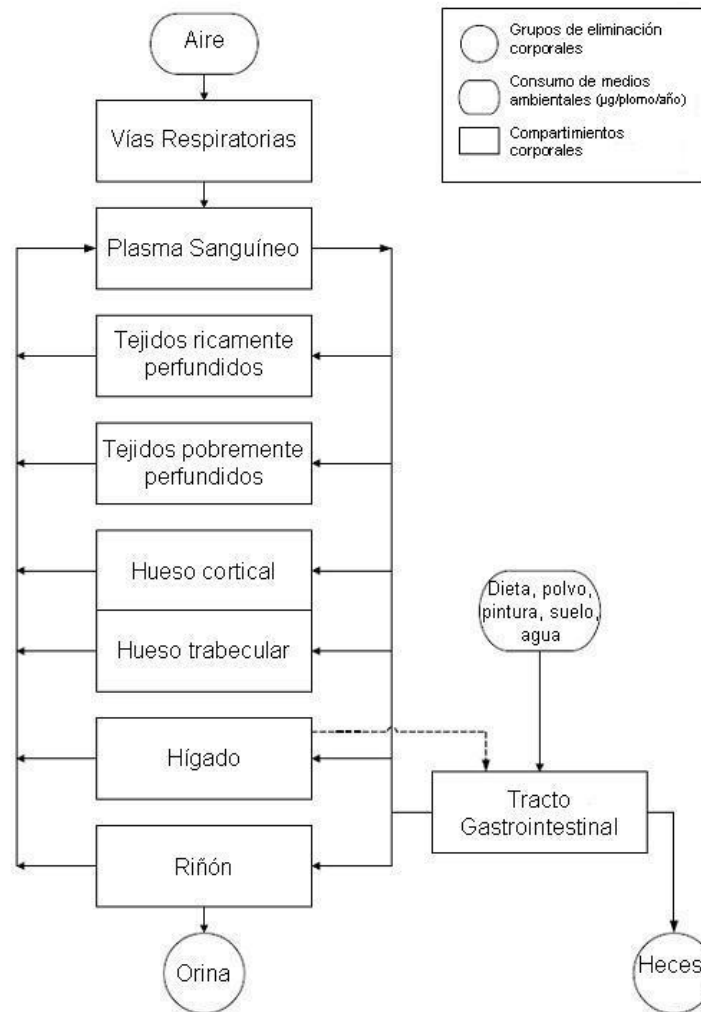 Aire
Grupos de eliminación
corporales
Consumo de medios
ambientales (µg/plomo/año)
Compartimientos
corporales
Vías Respiratorias
Plasma Sanguíneo
Tejidos ricamente
perfundidos
Tejidos pobremente
perfundidos
Hueso cortical
Hueso trabecular
Dieta, polvo,
pintura, suelo,
agua
Hígado
Tracto
Gastrointestinal
Riñón
Orina
Heces